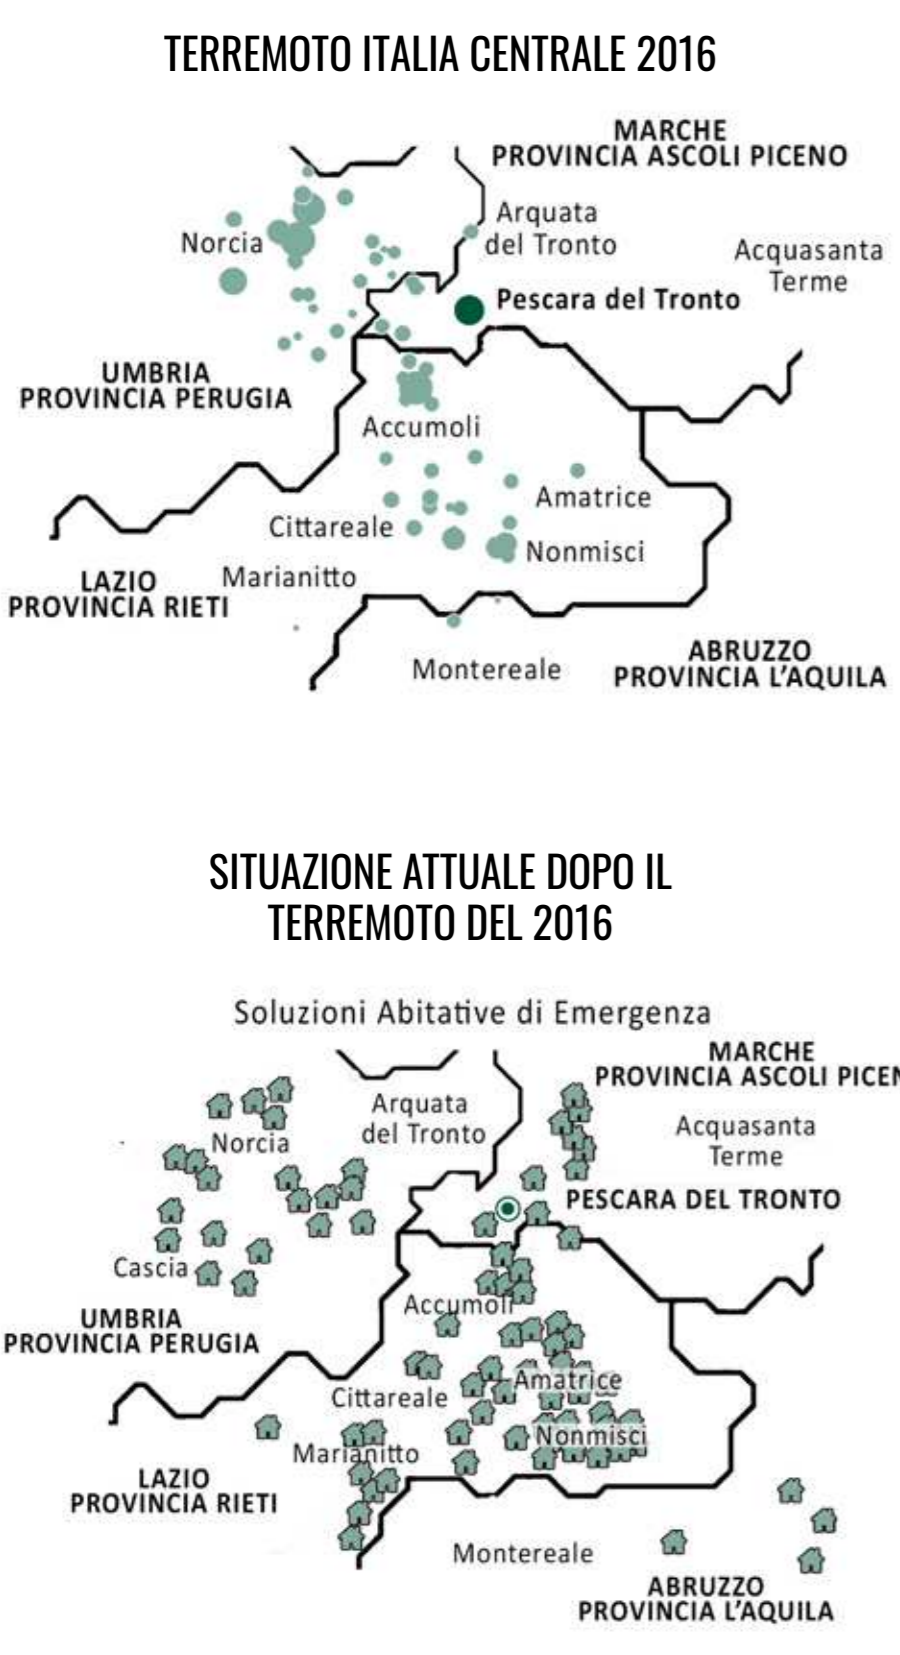 TERREMOTO ITALIA CENTRALE 2016
MARCHE
PROVINCIA ASCOLI PICENO
Arquata
del Tronto
Norcia
Acquasanta
Terme
Pescara del Tronto
UMBRIA
PROVINCIA PERUGIA
Accumoli
Amatrice
Cittareale
Nonmisci
LAZIO
PROVINCIA RIETI
Marianitto
ABRUZZO
PROVINCIA L'AQUILA
Montereale
SITUAZIONE ATTUALE DOPO IL
TERREMOTO DEL 2016
Soluzioni Abitative di Emergenza
MARCHE
PROVINCIA ASCOLI PICEN
Arquata
del Tronto
Acquasanta
Terme
Norcia
PESCARA DEL TRONTO
Cascia
Accumoli
UMBRIA
PROVINCIA PERUGIA
Amatrice
Cittareale
Nonmisci
Marianitto
LAZIO
PROVINCIA RIETI
Montereale
ABRUZZO
PROVINCIA L'AQUILA